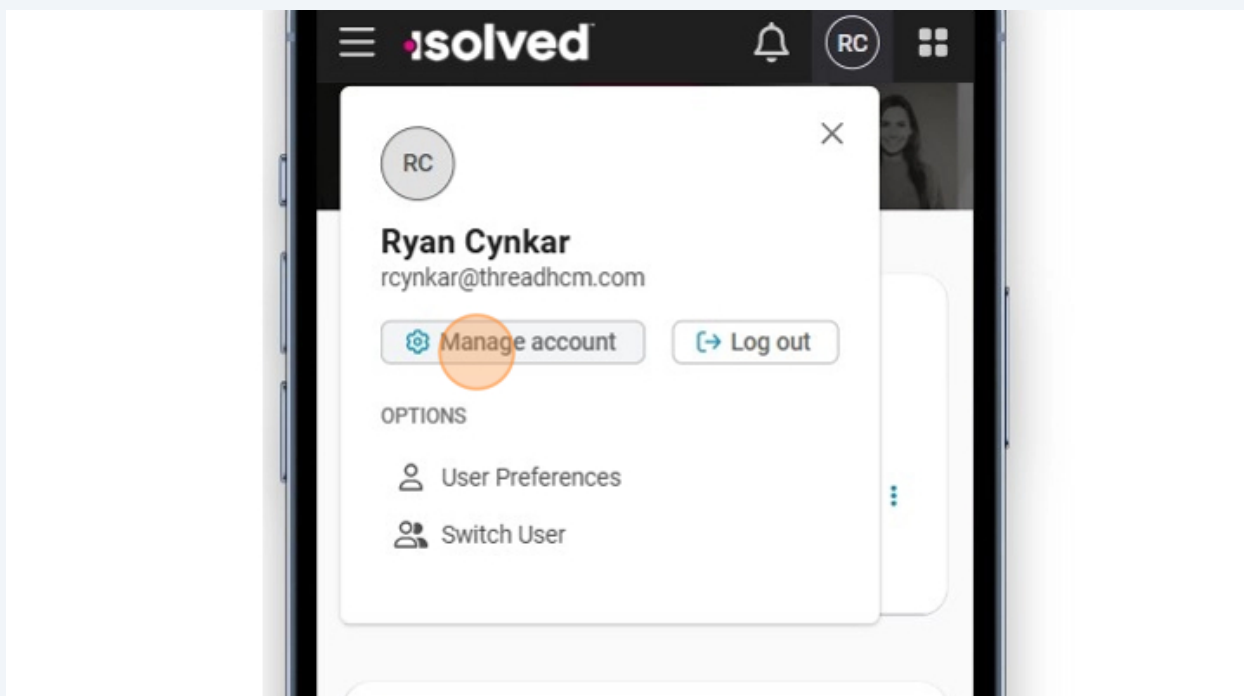 isolved
RC
RC
Ryan Cynkar
rcynkar@threadhcm.com
Manage account
Log out
OPTIONS
User Preferences
Switch User